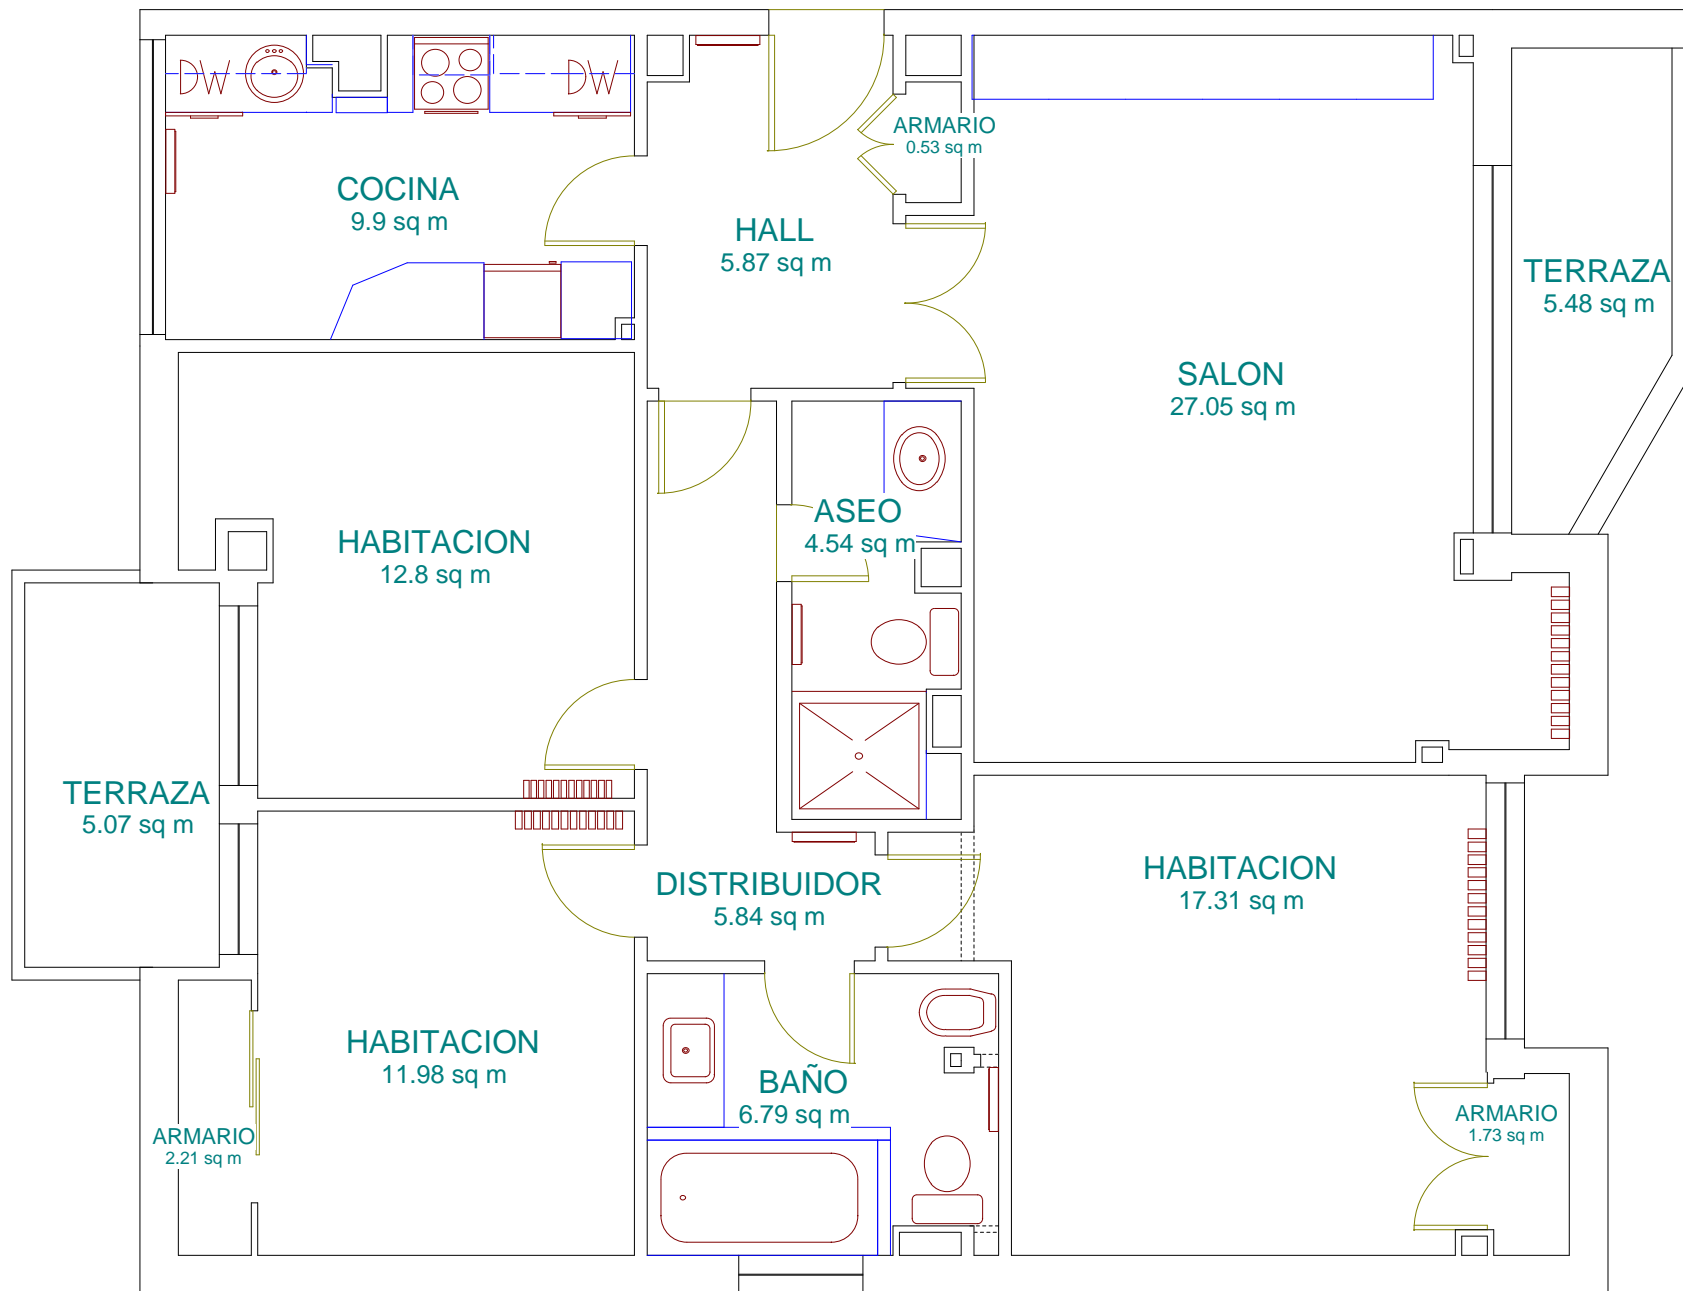 DW
DW
ARMARIO
0.53 sq m
COCINA
9.9 sq m
HALL
5.87 sq m
TERRAZA
5.48 sq m
SALON
27.05 sq m
ASEO
4.54 sq m
HABITACION
12.8 sq m
TERRAZA
5.07 sq m
DISTRIBUIDOR
5.84 sq m
HABITACION
17.31 sq m
HABITACION
11.98 sq m
BAÑO
6.79 sq m
ARMARIO
1.73 sq m
ARMARIO
2.21 sq m